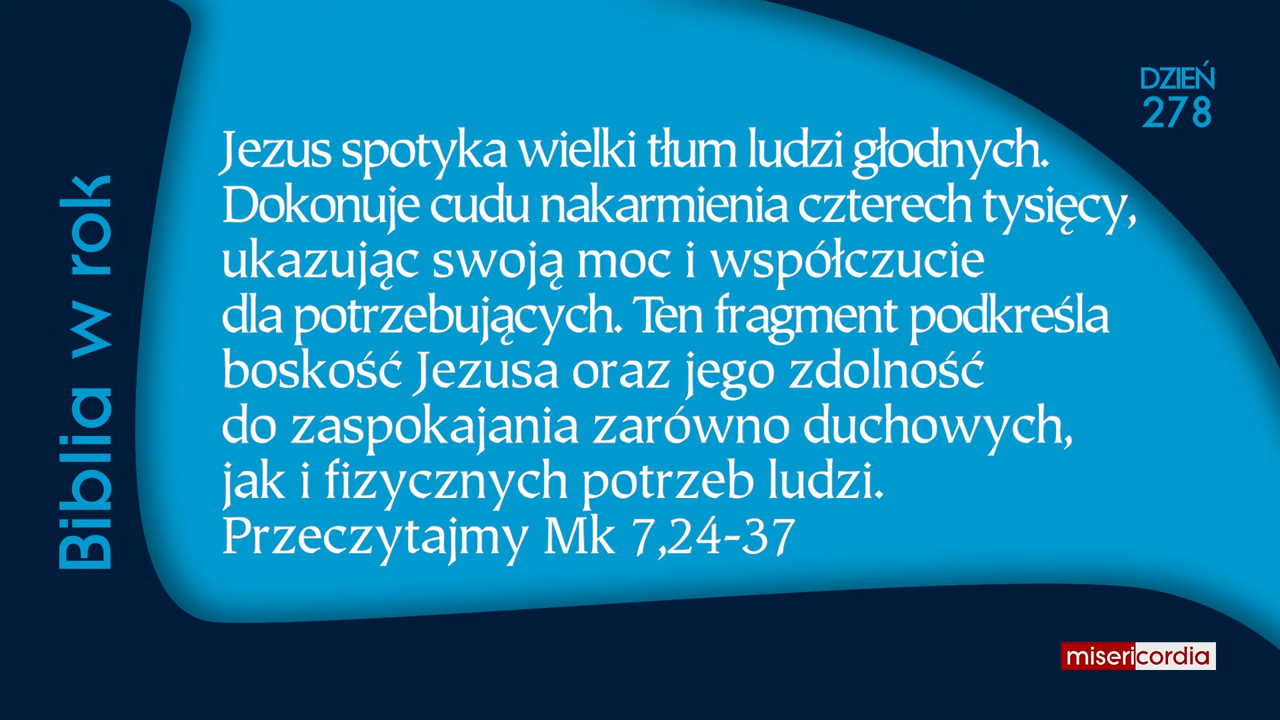 DZIEŃ
278
Biblia w rok
Jezus spotyka wielki tłum ludzi głodnych.
Dokonuje cudu nakarmienia czterech tysięcy,
ukazując swoją moc i współczucie
dla potrzebujących. Ten fragment podkreśla
boskość Jezusa oraz jego zdolność
do zaspokajania zarówno duchowych,
jak i fizycznych potrzeb ludzi.
Przeczytajmy Mk 7,24-37
misericordia